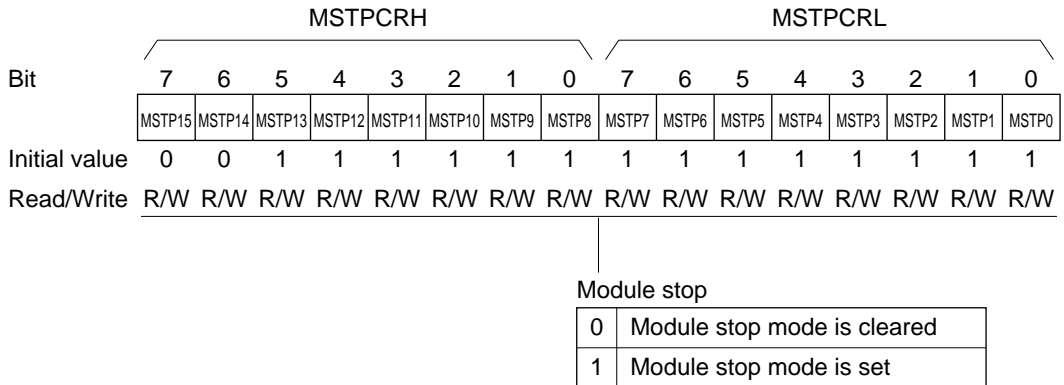 MSTPCRH MSTPCRL
Bit 7 6 5 4 3 2 1 0 7 6 5 4 3 2 1 0
MSTP15 MSTP14 MSTP13 MSTP12 MSTP11 MSTP10 MSTP9 MSTP8 MSTP7 MSTP6 MSTP5 MSTP4 MSTP3 MSTP2 MSTP1 MSTP0
Initial value 0 0 1 1 1 1 1 1 1 1 1 1 1 1 1 1
Read/Write R/W R/W R/W R/W R/W R/W R/W R/W R/W R/W R/W R/W R/W R/W R/W R/W
Module stop
0 Module stop mode is cleared
1 Module stop mode is set